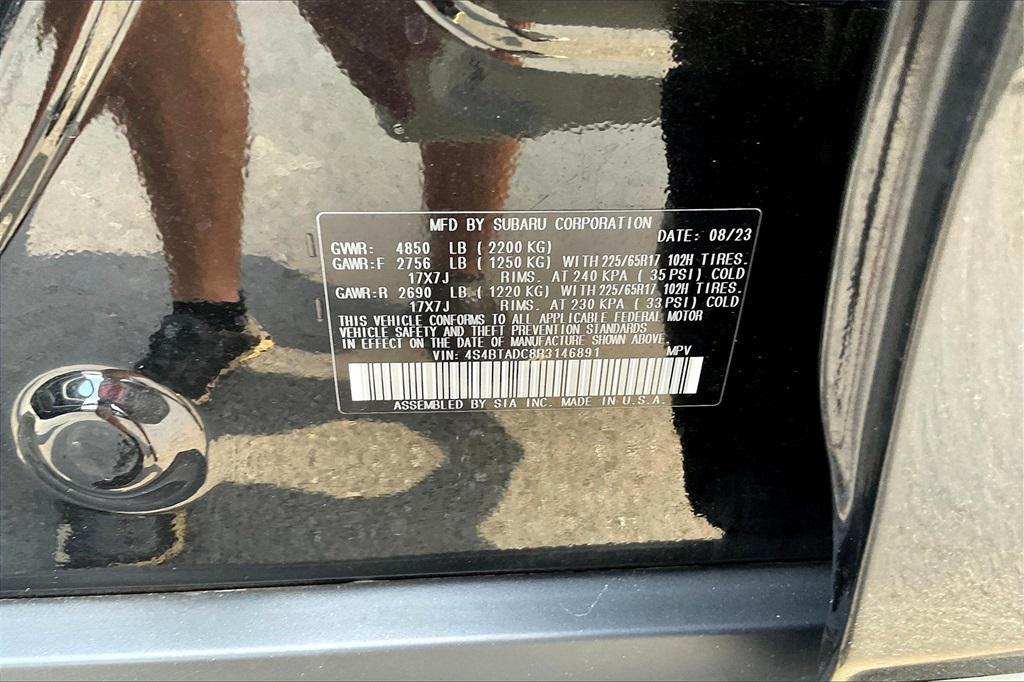 MFD BY SUBARU CORPORATION
DATE: 08/23
GVWR: 4850 LB (2200 KG)
GAWR:F 2756 LB (1250 KG) WITH 225/65R17 102H TIRES.
17X7J RIMS. AT 240 KPA (35 PSI) COLD
GAWR:R 2690 LB (1220 KG) WITH 225/65R17 102H TIRES.
17X7J RIMS. AT 230 KPA (33 PSI) COLD
THIS VEHICLE CONFORMS TO ALL APPLICABLE FEDERAL MOTOR
VEHICLE SAFETY AND THEFT PREVENTION STANDARDS
IN EFFECT ON THE DATE OF MANUFACTURE SHOWN ABOVE.
VIN: 4S4BTADC8R3146891 MPV
ASSEMBLED BY SIA INC. MADE IN U.S.A.